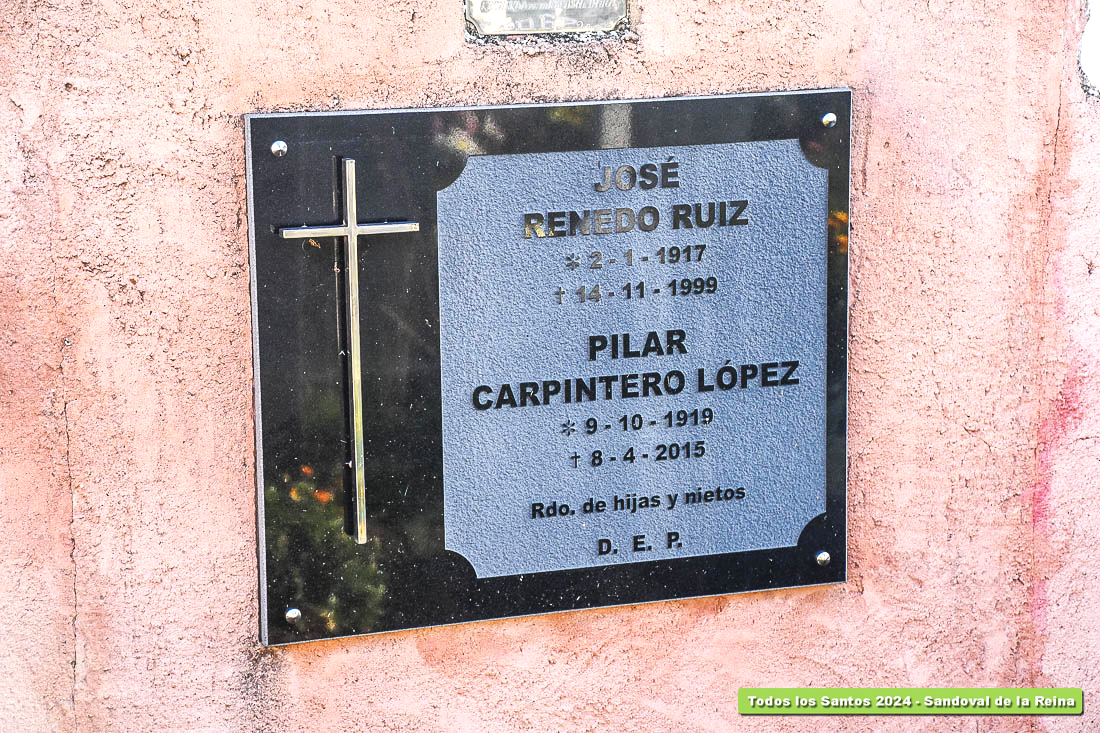 JOSÉ
RENEDO RUIZ
* 2 - 1 - 1917
† 14 - 11 - 1999
PILAR
CARPINTERO LÓPEZ
* 9 - 10 - 1919
† 8 - 4 - 2015
Rdo. de hijas y nietos
D. E. P.
Todos los Santos 2024 - Sandoval de la Reina